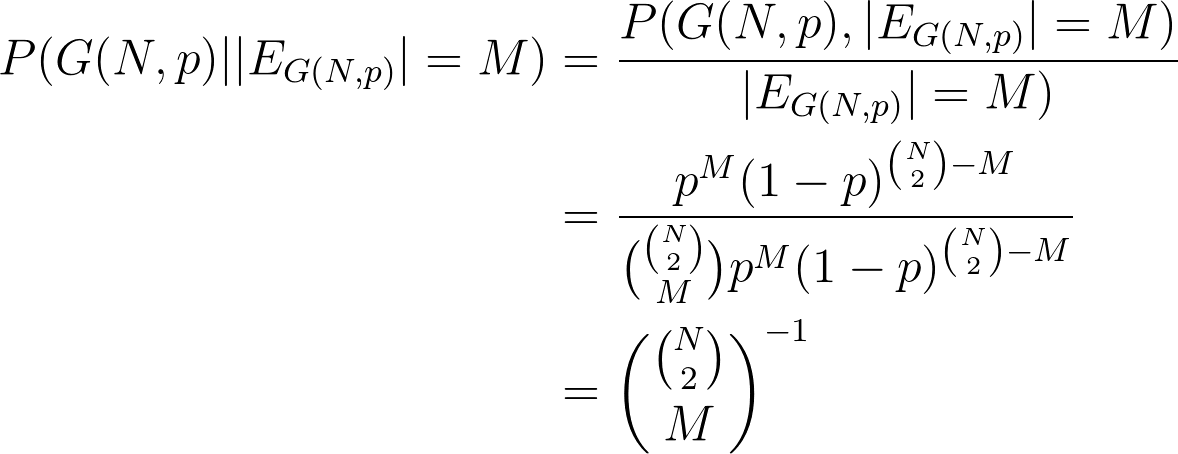 $P(G(N,p)||E_{G(N,p)}| = M) = \frac{P(G(N,p), |E_{G(N,p)}| = M)}{|E_{G(N,p)}| = M)}$
$= \frac{p^M (1-p)^{\binom{N}{2}-M}}{\binom{\binom{N}{2}}{M} p^M (1-p)^{\binom{N}{2}-M}}$
$= \binom{\binom{N}{2}}{M}^{-1}$